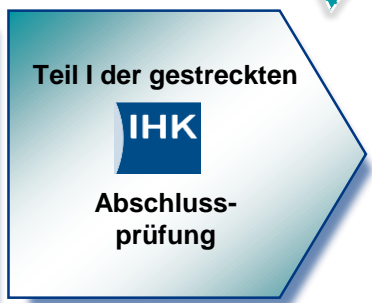 Teil I der gestreckten
IHK
Abschluss-
prüfung